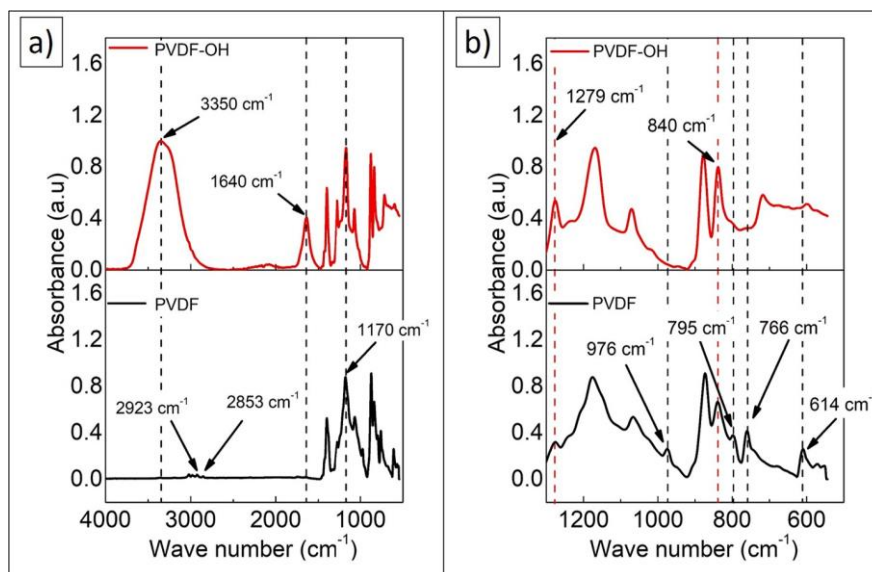 a)
PVDF-OH
1.6
1.2
0.8
0.4
0.0
3350 cm-1
1640 cm-1
Absorbance (a.u)
PVDF
1.6
1.2
0.8
0.4
0.0
1170 cm-1
2923 cm-1
2853 cm-1
Absorbance (a.u)
4000 3000 2000 1000
Wave number (cm-1)
b)
PVDF-OH
1.6
1.2
0.8
0.4
0.0
1279 cm-1
840 cm-1
Absorbance (a.u)
PVDF
1.6
1.2
0.8
0.4
0.0
976 cm-1
795 cm-1
766 cm-1
614 cm-1
Absorbance (a.u)
1200 1000 800 600
Wave number (cm-1)